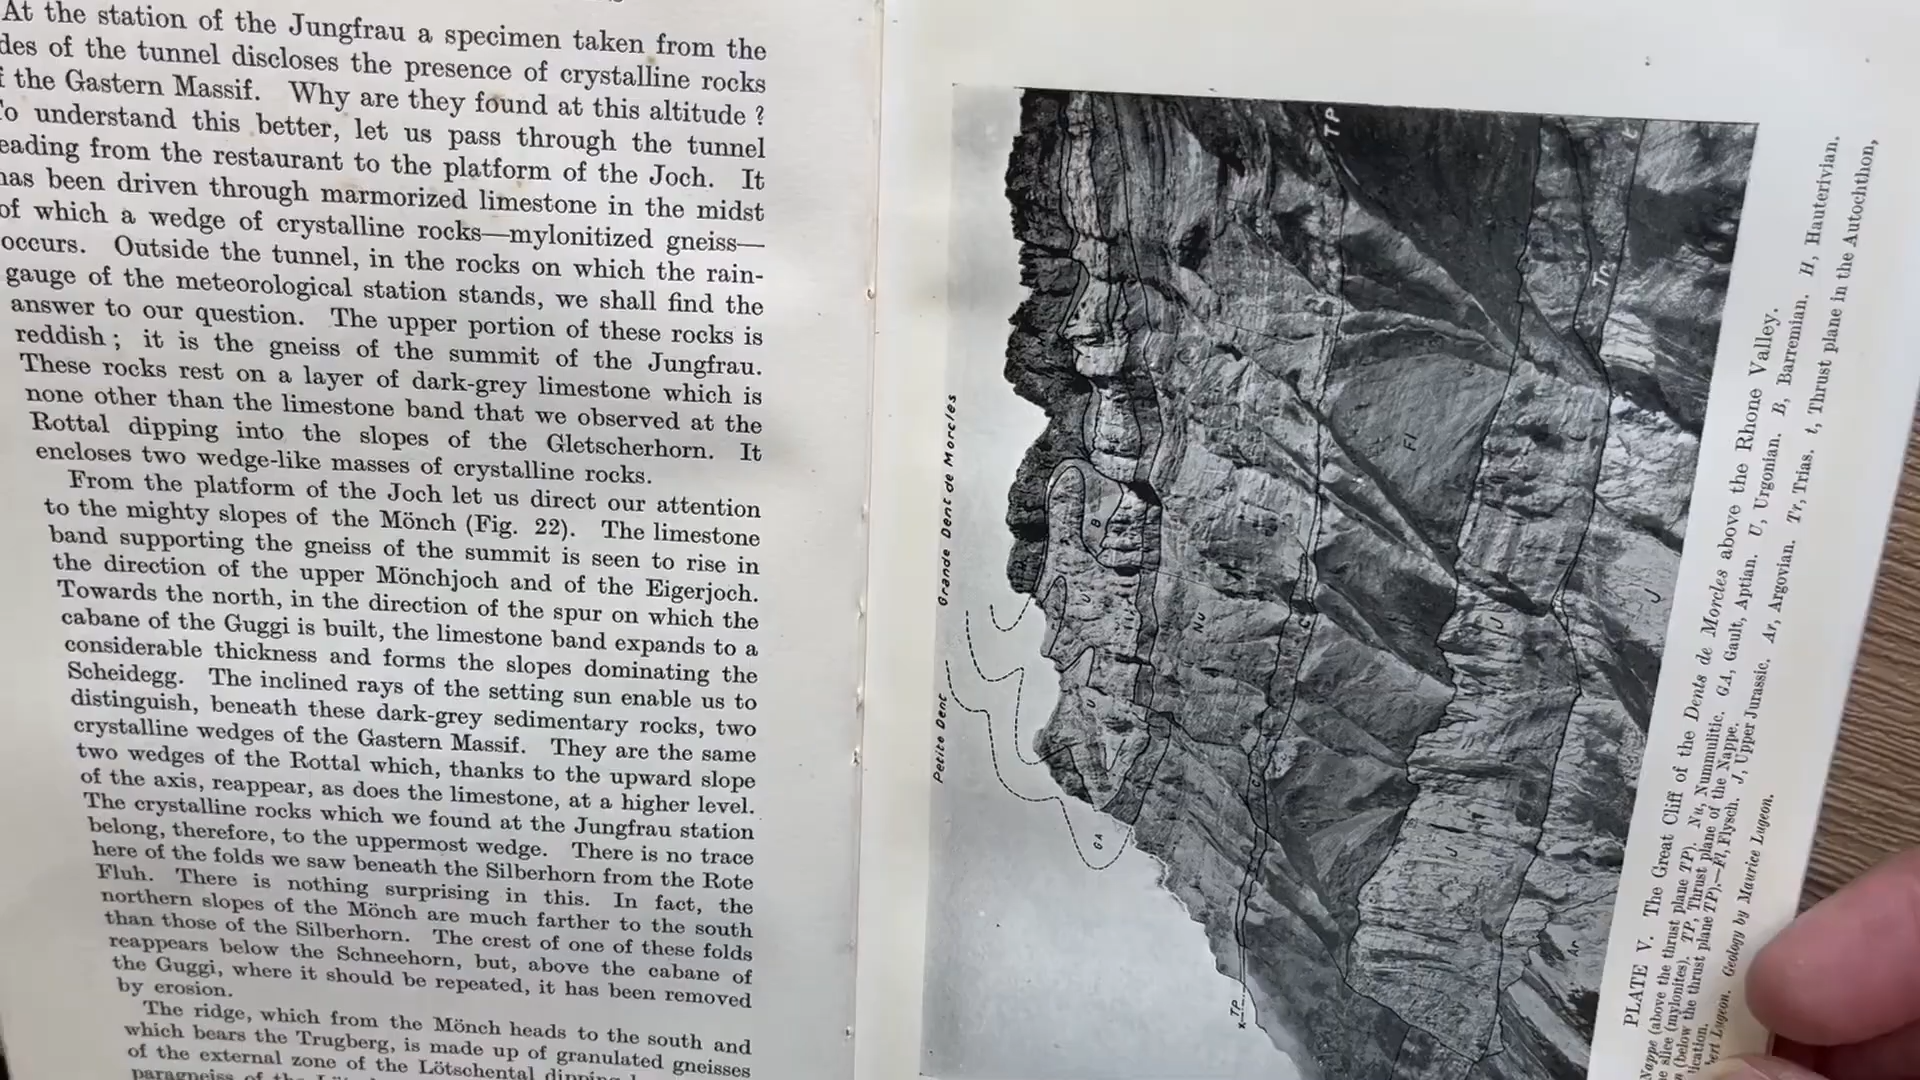 At the station of the Jungfrau a specimen taken from the
des of the tunnel discloses the presence of crystalline rocks
the Gastern Massif. Why are they found at this altitude ?
o understand this better, let us pass through the tunnel
eading from the restaurant to the platform of the Joch. It
has been driven through marmorized limestone in the midst
of which a wedge of crystalline rocks—mylonitized gneiss—
occurs. Outside the tunnel, in the rocks on which the rain-
gauge of the meteorological station stands, we shall find the
answer to our question. The upper portion of these rocks is
reddish ; it is the gneiss of the summit of the Jungfrau.
These rocks rest on a layer of dark-grey limestone which is
none other than the limestone band that we observed at the
Rottal dipping into the slopes of the Gletscherhorn. It
encloses two wedge-like masses of crystalline rocks.
From the platform of the Joch let us direct our attention
to the mighty slopes of the Mönch (Fig. 22). The limestone
band supporting the gneiss of the summit is seen to rise in
the direction of the upper Mönchjoch and of the Eigerjoch.
Towards the north, in the direction of the spur on which the
cabane of the Guggi is built, the limestone band expands to a
considerable thickness and forms the slopes dominating the
Scheidegg. The inclined rays of the setting sun enable us to
distinguish, beneath these dark-grey sedimentary rocks, two
crystalline wedges of the Gastern Massif. They are the same
two wedges of the Rottal which, thanks to the upward slope
of the axis, reappear, as does the limestone, at a higher level.
The crystalline rocks which we found at the Jungfrau station
belong, therefore, to the uppermost wedge. There is no trace
here of the folds we saw beneath the Silberhorn from the Rote
Fluh. There is nothing surprising in this. In fact, the
northern slopes of the Mönch are much farther to the south
than those of the Silberhorn. The crest of one of these folds
reappears below the Schneehorn, but, above the cabane of
the Guggi, where it should be repeated, it has been removed
by erosion.
The ridge, which from the Mönch heads to the south and
which bears the Trugberg, is made up of granulated gneisses
of the external zone of the Lötschental dipping
paragneiss of the
Petite Dent
Grande Dent de Morcles
TP
t
Tr
Fl
B
U
Nu
C
J
J
U
C
J
GA
Ar
x---TP
PLATE V. The Great Cliff of the Dents de Morcles above the Rhone Valley.
Nappe (above the thrust plane TP). Nu, Nummulitic. GA, Gault, Aptian. U, Urgonian. B, Barremian. H, Hauterivian.
e slice (mylonites). TP, Thrust plane of the Nappe.
n (below the thrust plane TP).—Fl, Flysch. J, Upper Jurassic. Ar, Argovian. Tr, Trias. t, Thrust plane in the Autochthon,
ication.
bert Lugeon. Geology by Maurice Lugeon.